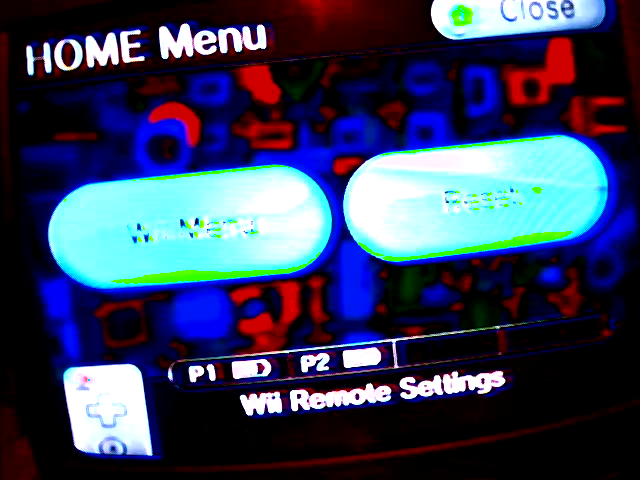 HOME Menu
Close
Wii Menu
Reset
P1 P2
Wii Remote Settings